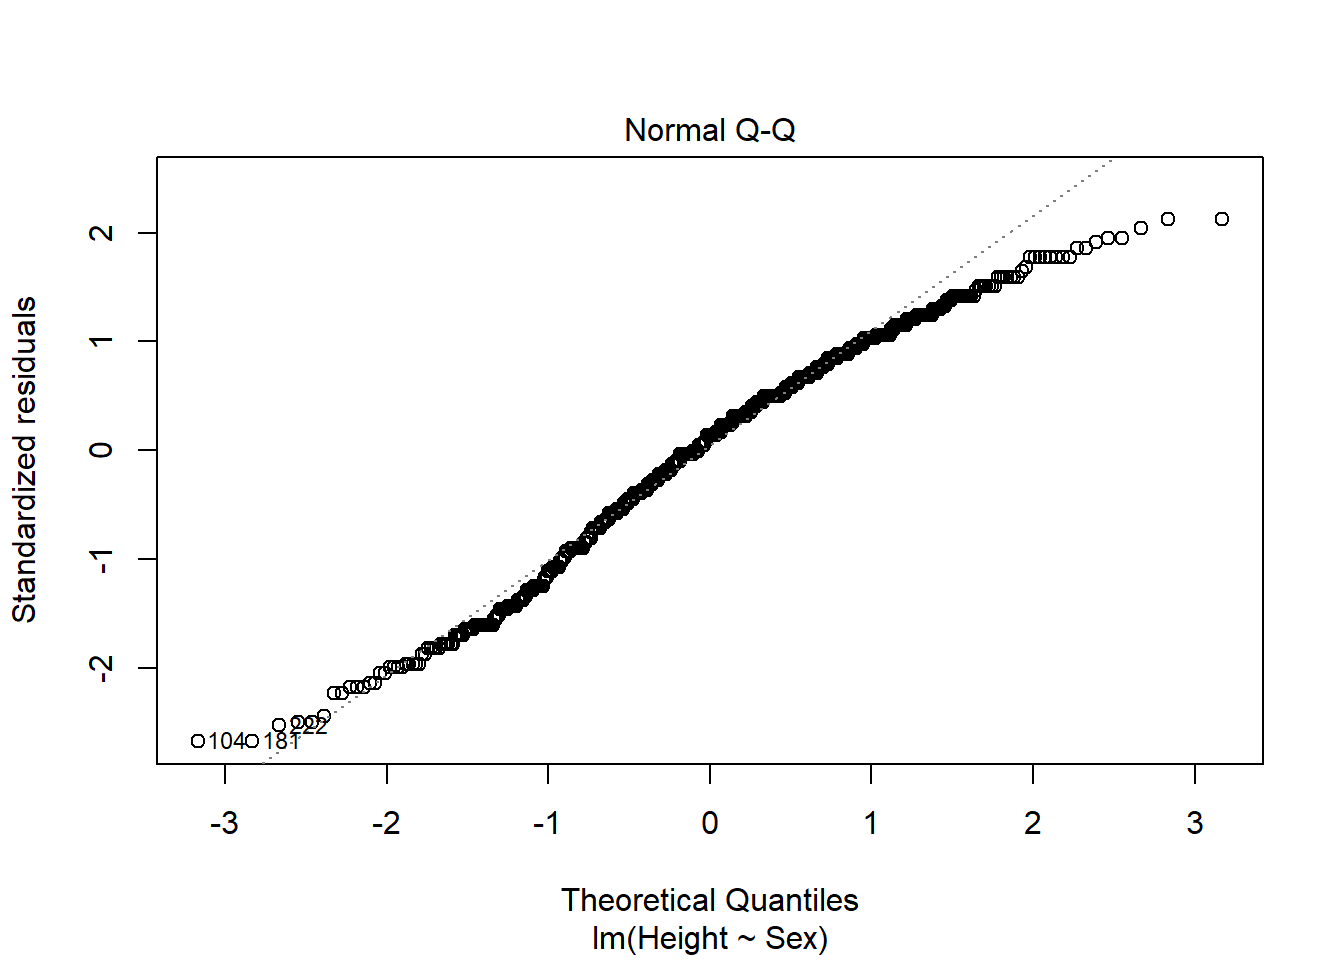 Normal Q-Q
Standardized residuals
2
1
0
-1
-2
104
181
222
-3 -2 -1 0 1 2 3
Theoretical Quantiles
lm(Height ~ Sex)